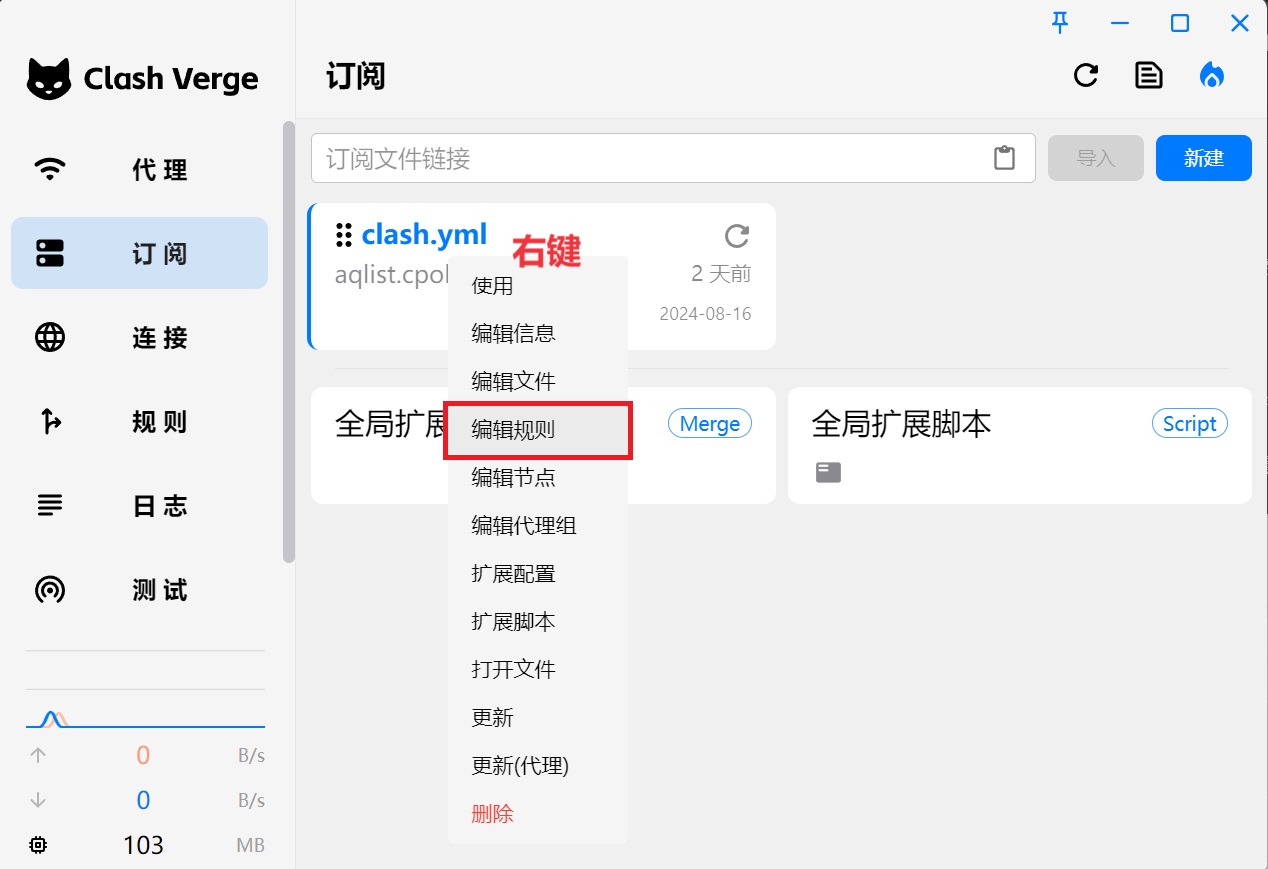 Clash Verge
代 理
订 阅
连 接
规 则
日 志
测 试
0 B/s
0 B/s
103 MB
订阅
订阅文件链接
导入
新建
clash.yml
右键
aqlist.cpol
2 天前
2024-08-16
使用
编辑信息
编辑文件
编辑规则
编辑节点
编辑代理组
扩展配置
扩展脚本
打开文件
更新
更新(代理)
删除
全局扩展
Merge
全局扩展脚本
Script